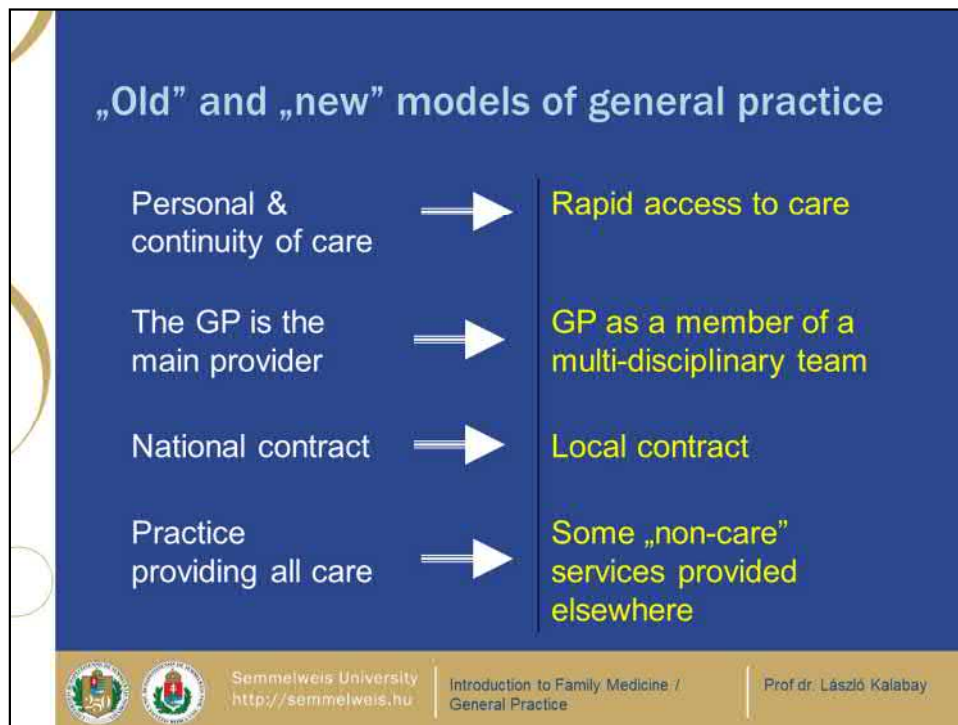 „Old” and „new” models of general practice
Personal &
continuity of care
Rapid access to care
The GP is the
main provider
GP as a member of a
multi-disciplinary team
National contract
Local contract
Practice
providing all care
Some „non-care”
services provided
elsewhere
250
Semmelweis University
http://semmelweis.hu
Introduction to Family Medicine /
General Practice
Prof dr. László Kalabay